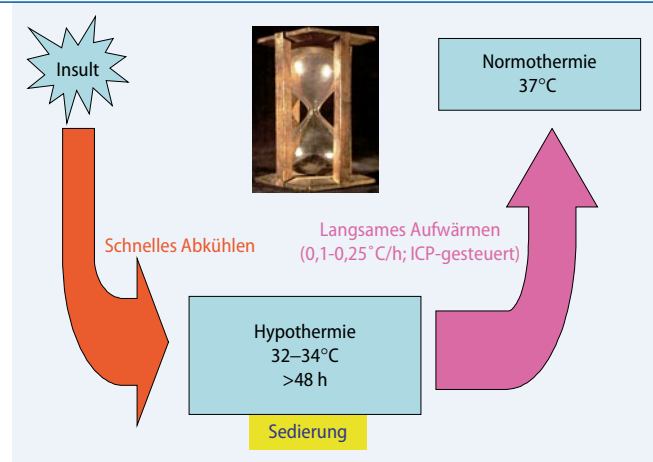 Insult
Normothermie
37°C
Schnelles Abkühlen
Langsames Aufwärmen
(0,1-0,25˚C/h; ICP-gesteuert)
Hypothermie
32–34°C
>48 h
Sedierung